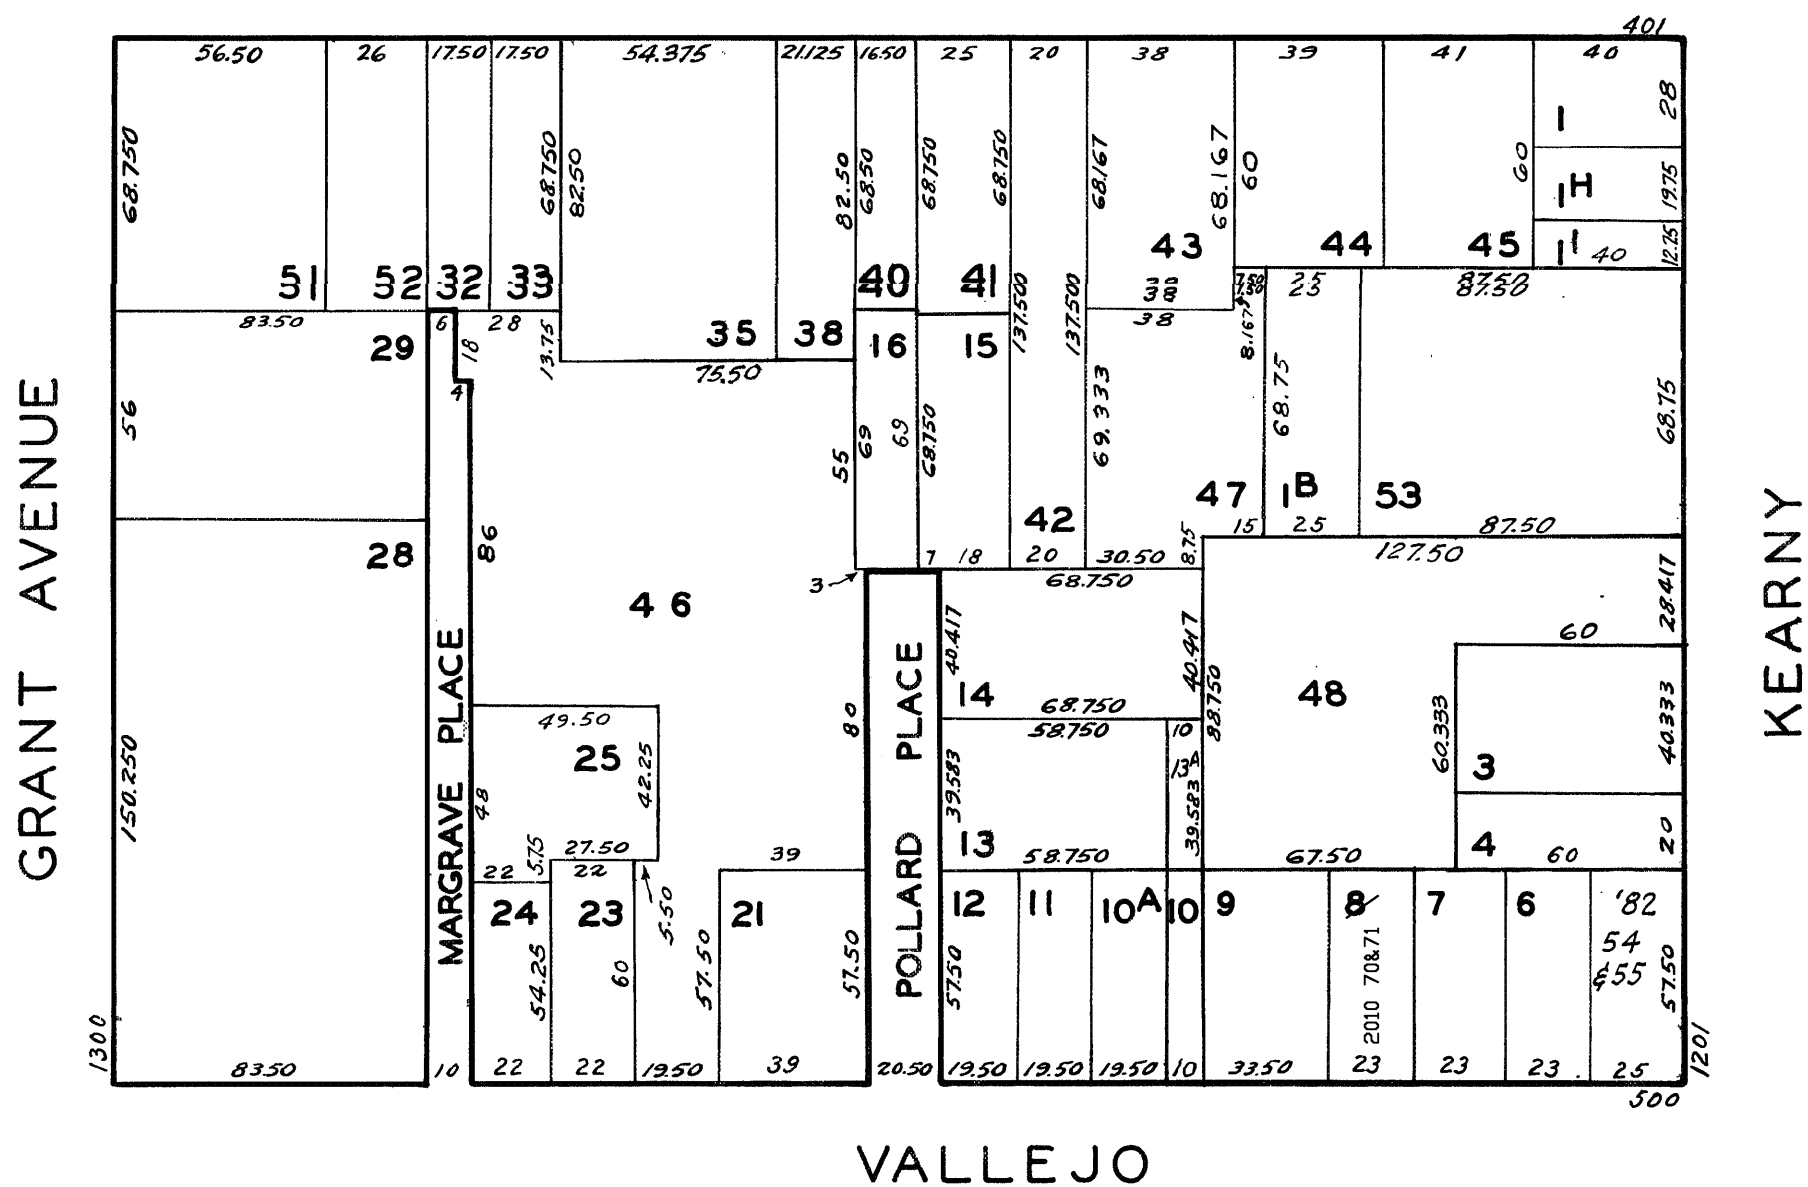 401
56.50 26 17.50 17.50 54.375 21.125 16.50 25 20 38 39 41 40
68.750 68.750 82.50 82.50 68.50 68.750 68.750 68.167 68.167 60 60 28
1
1H 19.75
1I 40 12.25
51 52 32 33 40 41 43 44 45
83.50 6 28 13.75 137.500 137.500 38 38 7.50 7.50 25 25 87.50 87.50
29 18 35 38 16 15 8.167
4 75.50
56 55 69 69 68.750 69.333 68.75 68.75
47 1B 53
42 15 25 87.50
28 86 7 18 20 30.50 8.75 127.50
3 68.750
46 40.417 40.417 28.417
60
14 48
68.750 88.750
49.50 80 58.750 10
25 42.25 13A 60.333 40.333
150.250 48 39.583 39.583 3
13 4 20
5.75 27.50 39 58.750 67.50 60
22 22
24 23 5.50 21 12 11 10A 10 9 8 7 6 '82
54
&55
54.25 60 57.50 57.50 57.50 2010 70&71 57.50
1300 1201
83.50 10 22 22 19.50 39 20.50 19.50 19.50 19.50 10 33.50 23 23 23 25
500
GRANT AVENUE
MARGRAVE PLACE
POLLARD PLACE
KEARNY
VALLEJO